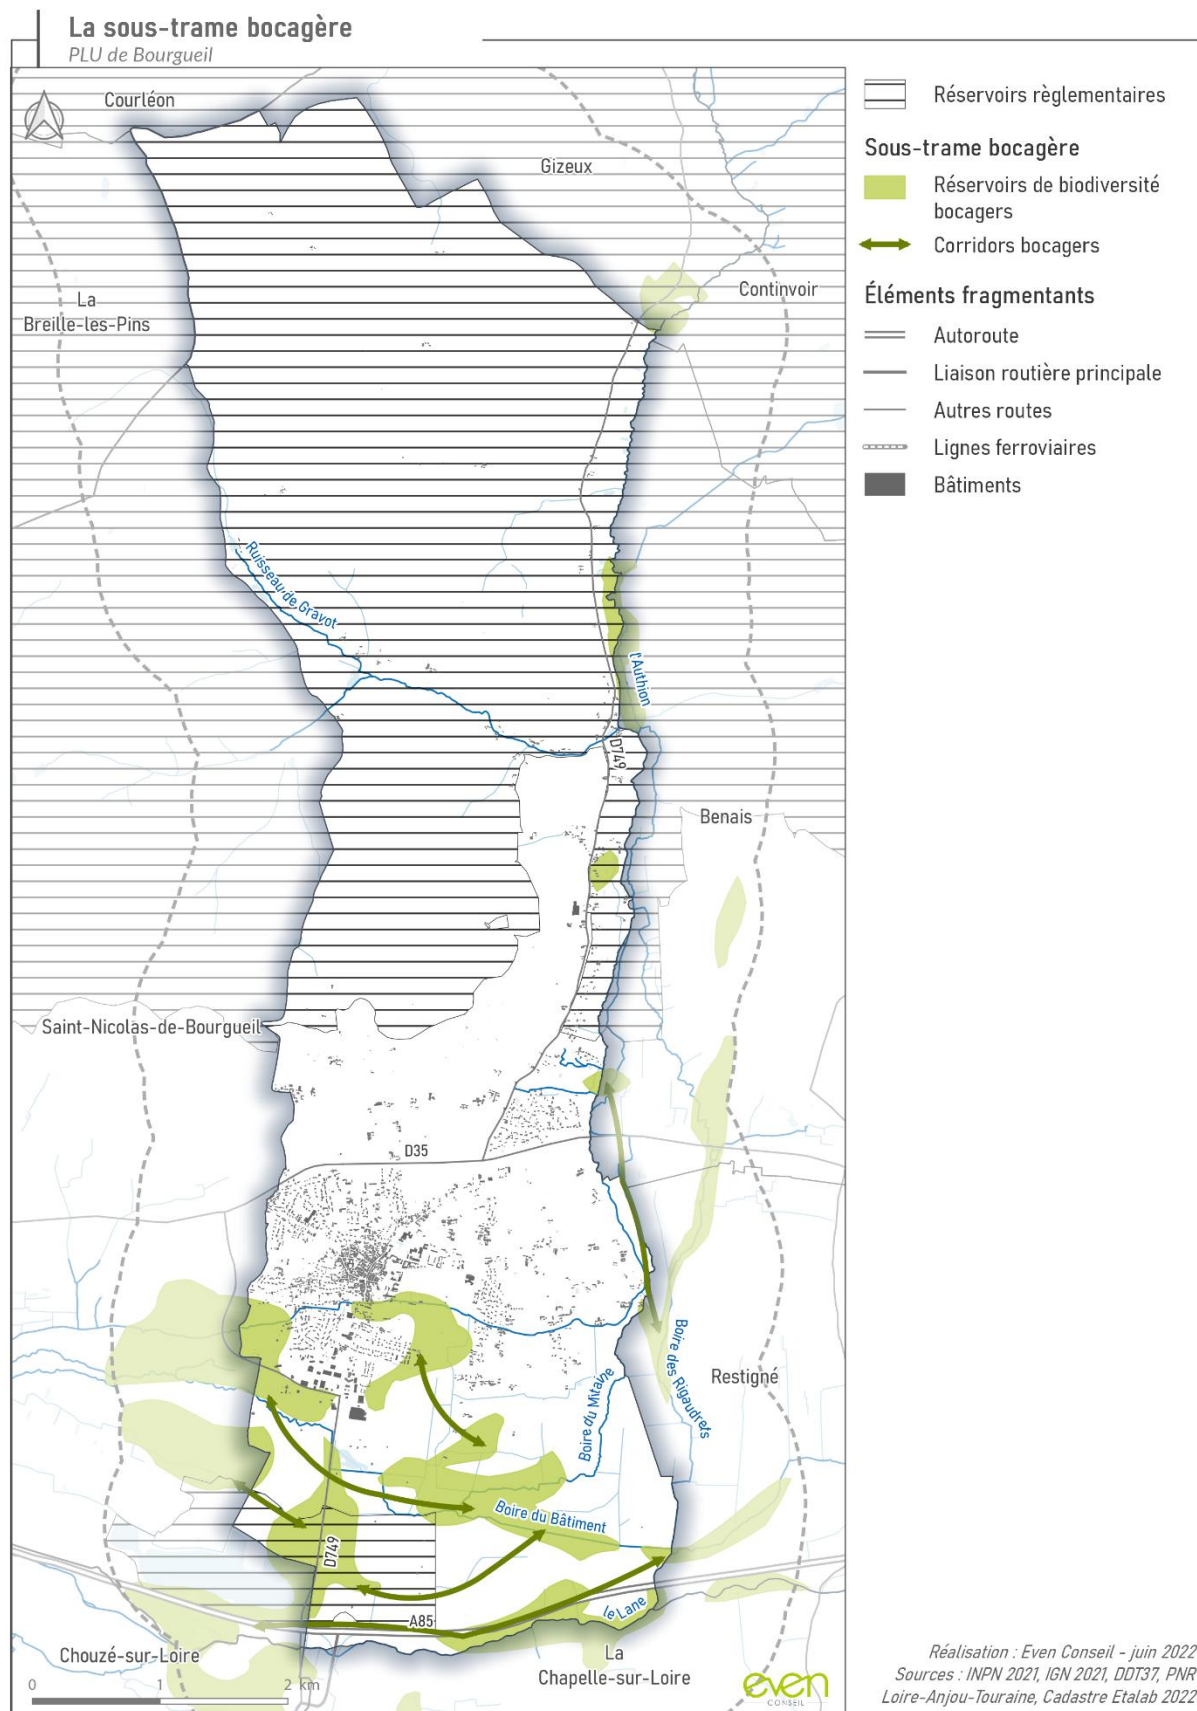 La sous-trame bocagère
PLU de Bourgueil
Courléon
Gizeux
La
Breille-les-Pins
Continvoir
Ruisseau de Gravot
l'Authion
D749
Benais
Saint-Nicolas-de-Bourgueil
D35
Boire du Mitaine
Boire des Rigaudrets
Restigné
Boire du Bâtiment
D749
A85
le Lane
Chouzé-sur-Loire
La
Chapelle-sur-Loire
0 1 2 km
even
CONSEIL
Réservoirs règlementaires
Sous-trame bocagère
Réservoirs de biodiversité
bocagers
Corridors bocagers
Éléments fragmentants
Autoroute
Liaison routière principale
Autres routes
Lignes ferroviaires
Bâtiments
Réalisation : Even Conseil - juin 2022
Sources : INPN 2021, IGN 2021, DDT37, PNR
Loire-Anjou-Touraine, Cadastre Etalab 2022